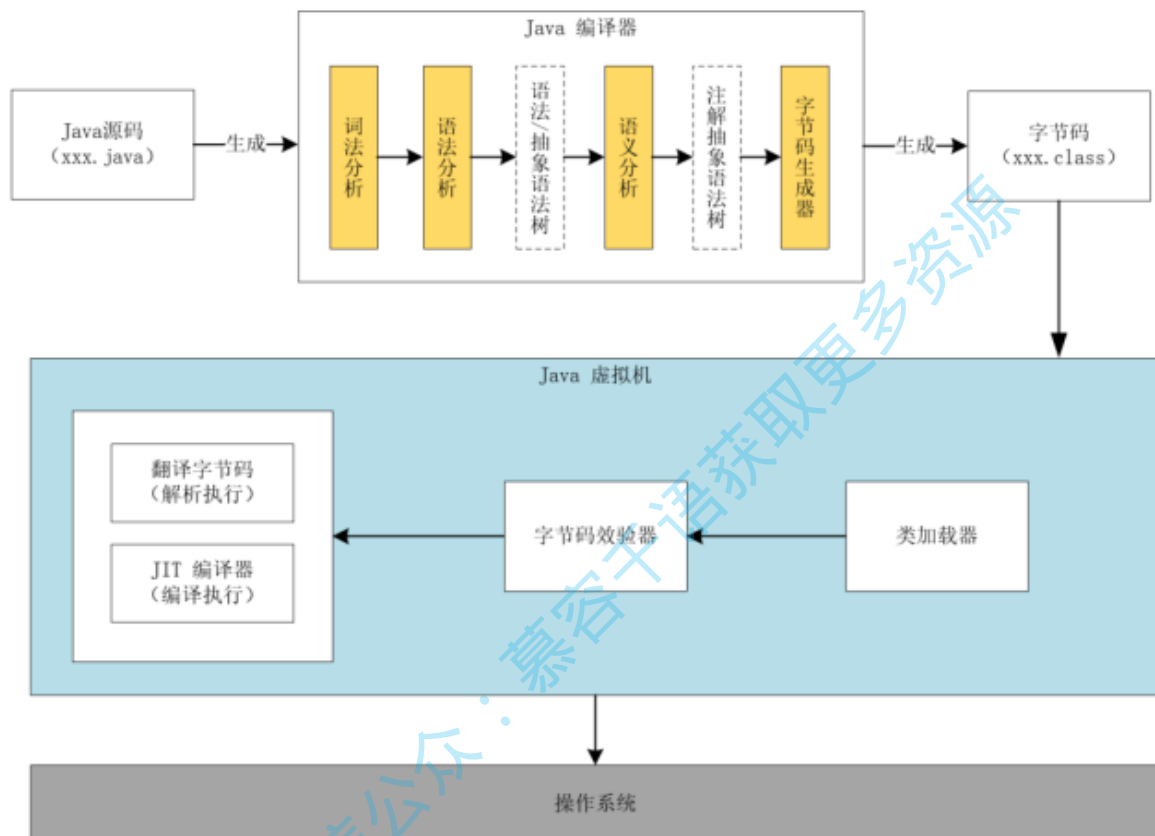 Java 编译器
Java源码
(xxx.java)
生成
词法分析
语法分析
语法/抽象语法树
语义分析
注解抽象语法树
字节码生成器
生成
字节码
(xxx.class)
Java 虚拟机
翻译字节码
(解析执行)
JIT 编译器
(编译执行)
字节码效验器
类加载器
操作系统
公众：慕容千语获取更多资源